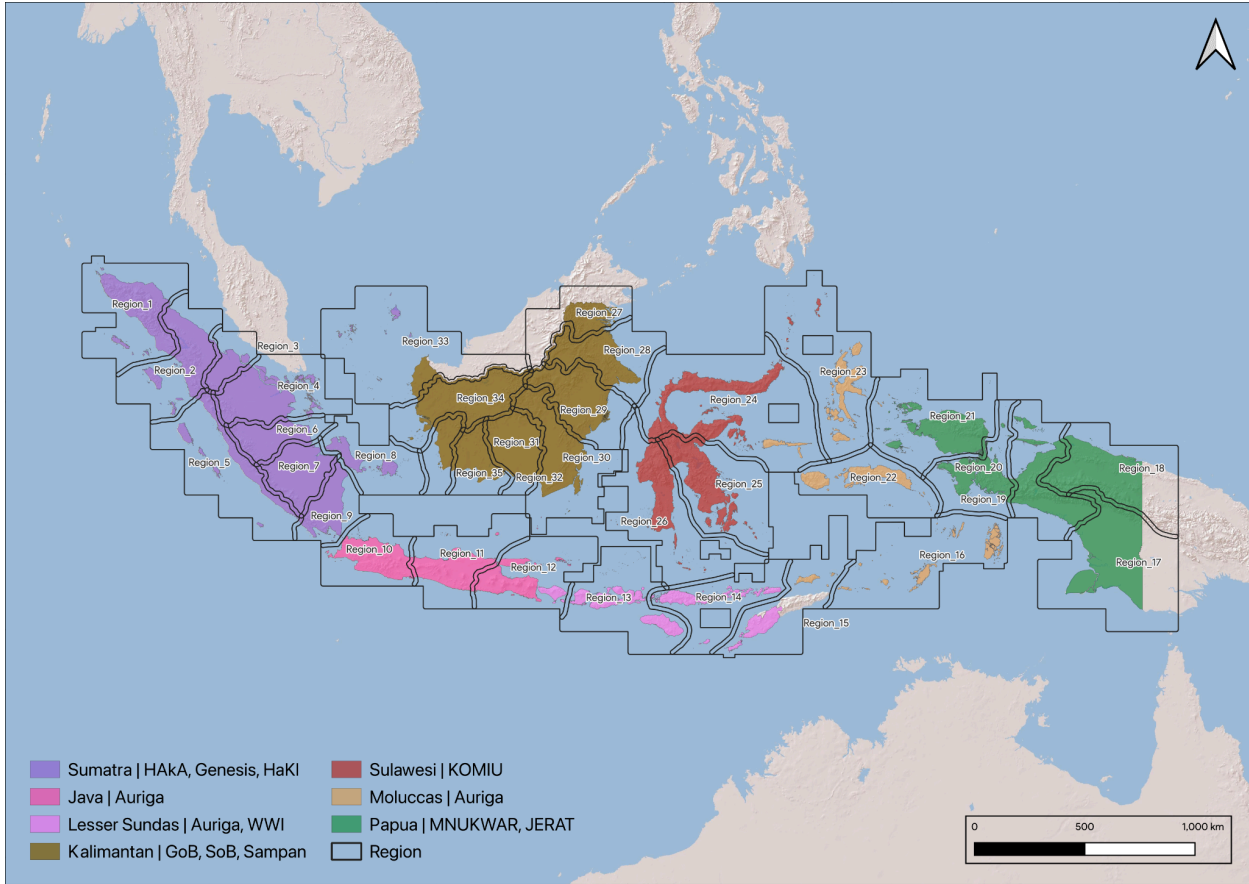 Region_27
Region_1
Region_33
Region_3
Region_28
Region_2
Region_23
Region_4
Region_34
Region_24
Region_29
Region_21
Region_6
Region_31
Region_8
Region_30
Region_5
Region_7
Region_20
Region_18
Region_35
Region_32
Region_25
Region_22
Region_19
Region_9
Region_26
Region_10
Region_11
Region_12
Region_16
Region_17
Region_13
Region_14
Region_15
Sumatra | HAkA, Genesis, HaKI
Java | Auriga
Lesser Sundas | Auriga, WWI
Kalimantan | GoB, SoB, Sampan
Sulawesi | KOMIU
Moluccas | Auriga
Papua | MNUKWAR, JERAT
Region
0 500 1,000 km